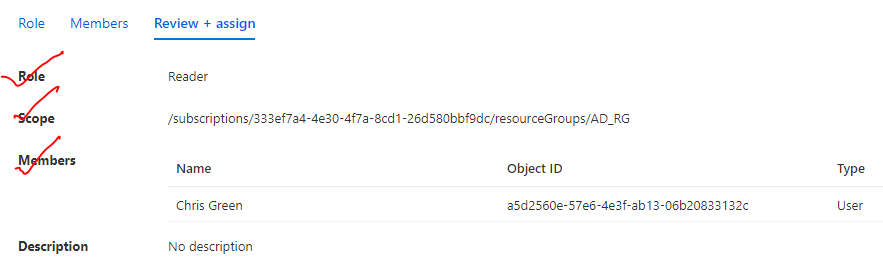 Role Members Review + assign
Role Reader
Scope /subscriptions/333ef7a4-4e30-4f7a-8cd1-26d580bbf9dc/resourceGroups/AD_RG
Members
Name Object ID Type
Chris Green a5d2560e-57e6-4e3f-ab13-06b20833132c User
Description No description